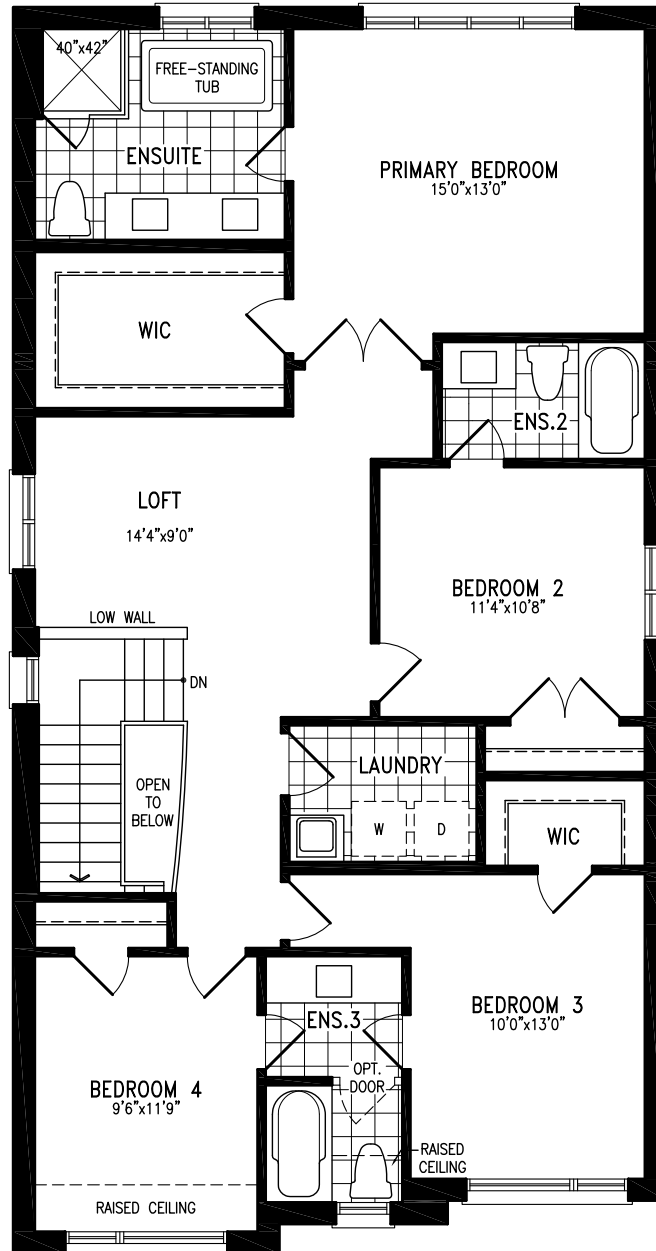 40"x42"
FREE-STANDING
TUB
ENSUITE
PRIMARY BEDROOM
15'0"x13'0"
WIC
ENS.2
LOFT
14'4"x9'0"
BEDROOM 2
11'4"x10'8"
LOW WALL
DN
LAUNDRY
OPEN
TO
BELOW
W
D
WIC
BEDROOM 3
10'0"x13'0"
ENS.3
OPT.
DOOR
BEDROOM 4
9'6"x11'9"
RAISED
CEILING
RAISED CEILING